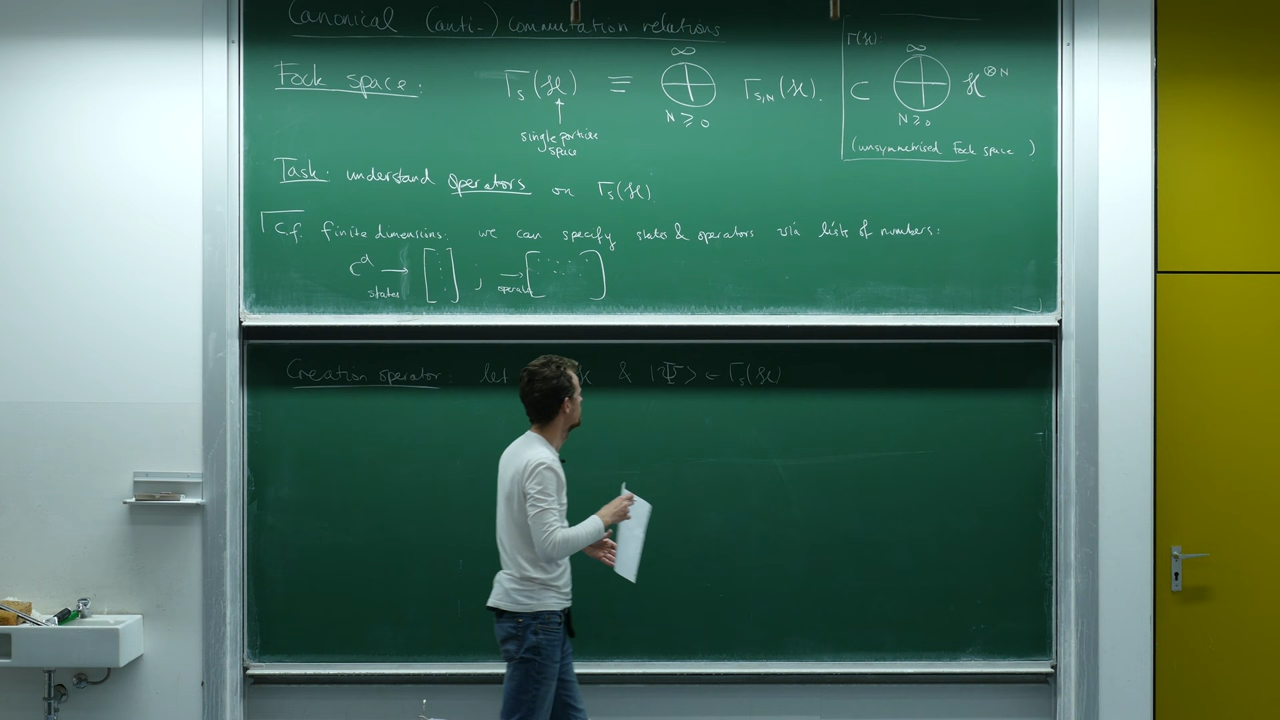 Canonical (anti-) commutation relations
Fock space: Γₛ(ℋ) ≡ ⊕ Γₛ,ₙ(ℋ).
∞
N ≥ 0
↑
single particle
space
Γ(ℋ):
⊂ ⊕ ℋ^⊗N
∞
N ≥ 0
(unsymmetrised Fock space)
Task: understand operators on Γₛ(ℋ).
c.f. finite dimensions: we can specify states & operators via lists of numbers:
ℂᵈ → [⋮] ; → [⋱]
states operators
Creation operator: let & |Ψ⟩ ∈ Γₛ(ℋ)